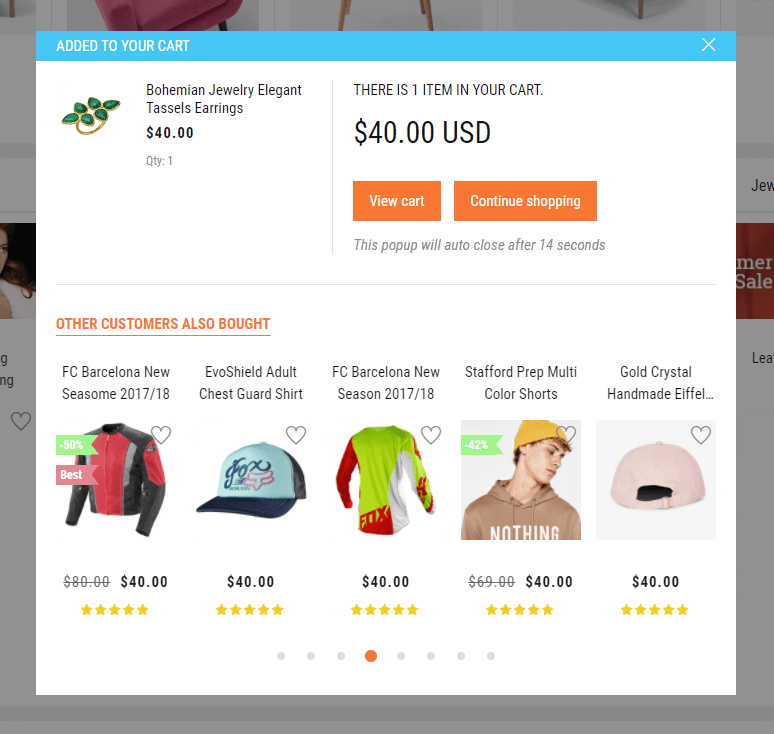 ADDED TO YOUR CART
Bohemian Jewelry Elegant
Tassels Earrings
$40.00
Qty: 1
THERE IS 1 ITEM IN YOUR CART.
$40.00 USD
View cart
Continue shopping
This popup will auto close after 14 seconds
Jew
mer
Sale
g
ng
Lea
OTHER CUSTOMERS ALSO BOUGHT
FC Barcelona New
Seasome 2017/18
-50%
Best
$80.00 $40.00
EvoShield Adult
Chest Guard Shirt
fox
$40.00
FC Barcelona New
Season 2017/18
FOX
$40.00
Stafford Prep Multi
Color Shorts
-42%
NOTHING
$69.00 $40.00
Gold Crystal
Handmade Eiffel...
$40.00